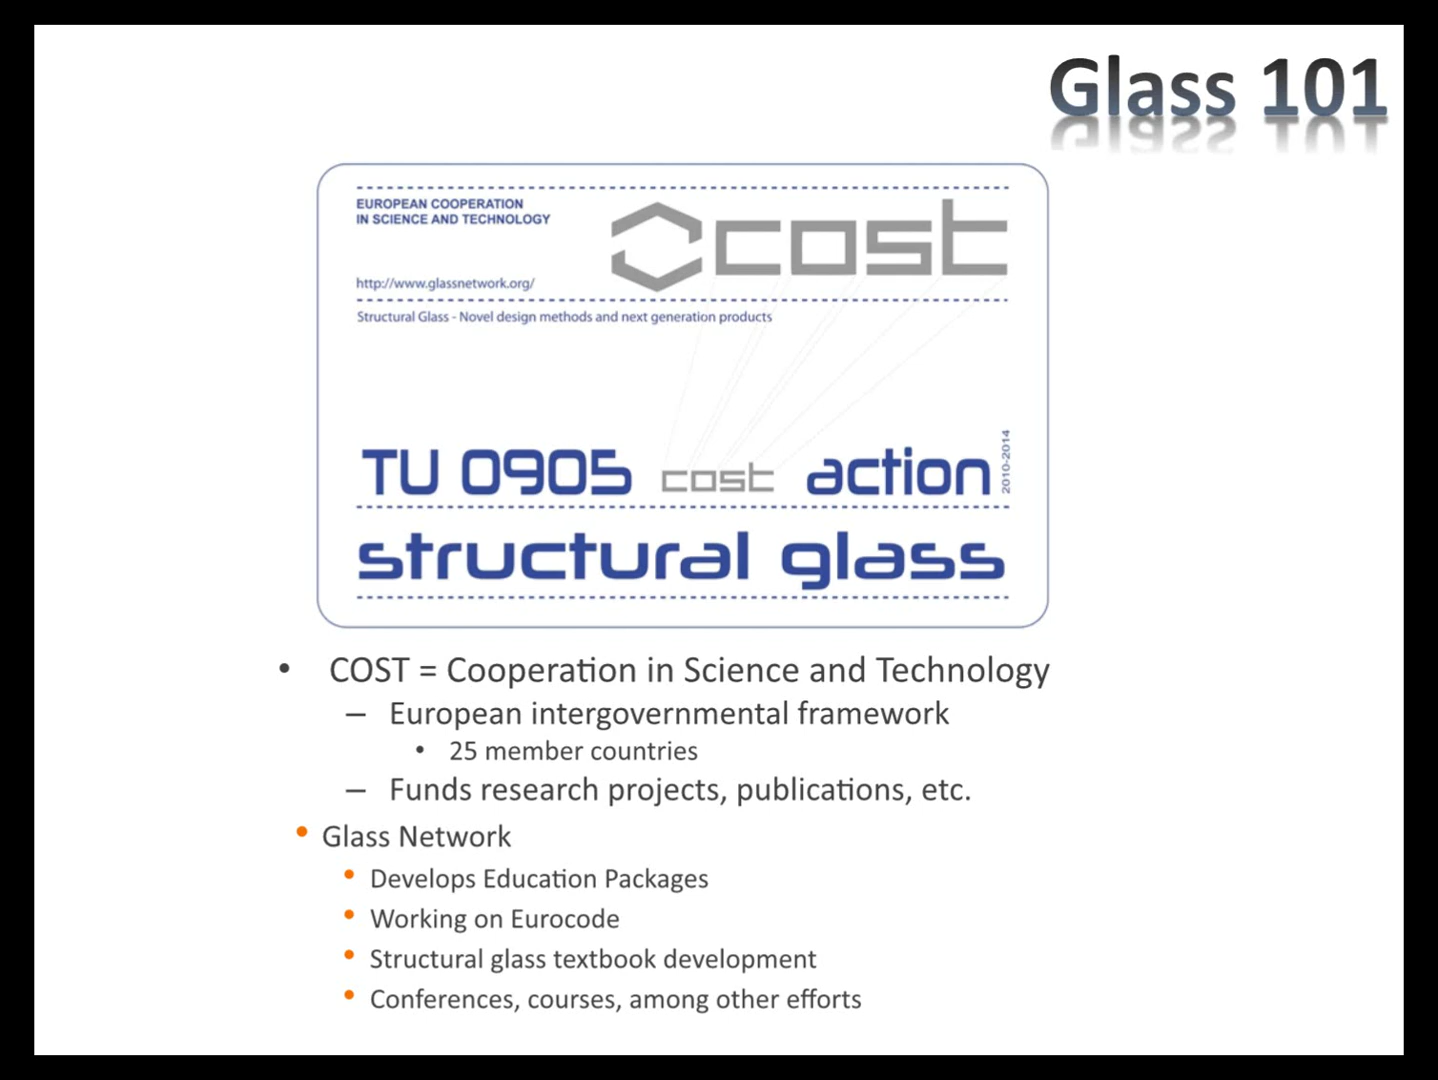 Glass 101
EUROPEAN COOPERATION
IN SCIENCE AND TECHNOLOGY
cost
http://www.glassnetwork.org/
Structural Glass - Novel design methods and next generation products
TU 0905 cost action 2010-2014
structural glass
• COST = Cooperation in Science and Technology
– European intergovernmental framework
• 25 member countries
– Funds research projects, publications, etc.
• Glass Network
• Develops Education Packages
• Working on Eurocode
• Structural glass textbook development
• Conferences, courses, among other efforts